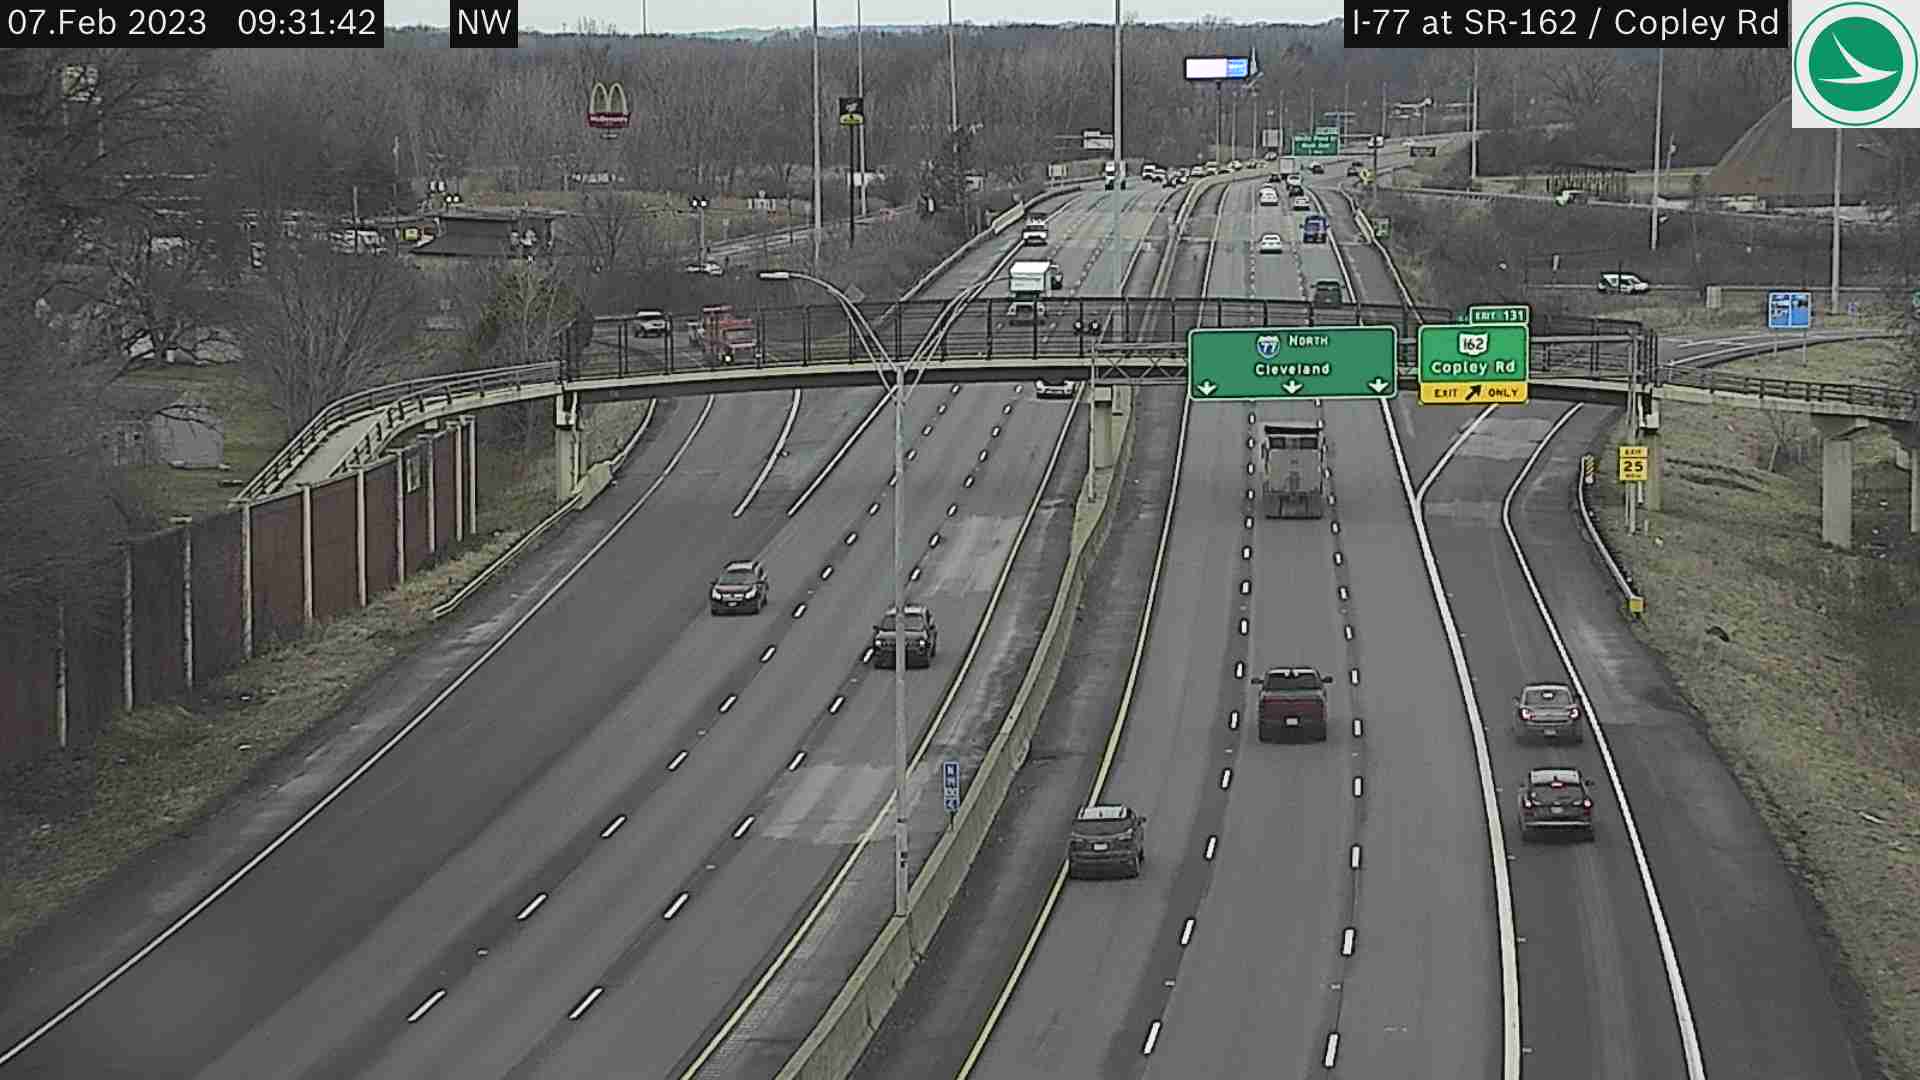 07.Feb 2023 09:31:42
NW
I-77 at SR-162 / Copley Rd
McDonald's
EXIT 131
77 NORTH
Cleveland
162
Copley Rd
EXIT ONLY
EXIT
25